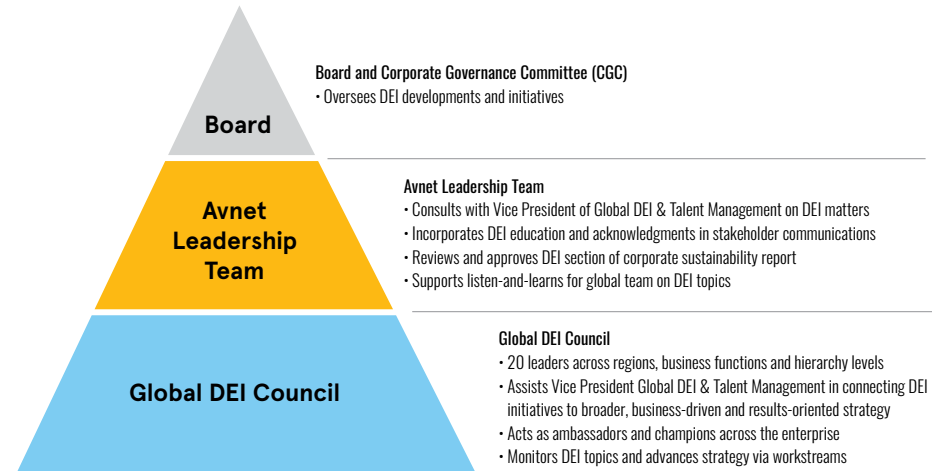 Board and Corporate Governance Committee (CGC)
• Oversees DEI developments and initiatives
Board
Avnet Leadership Team
• Consults with Vice President of Global DEI & Talent Management on DEI matters
• Incorporates DEI education and acknowledgments in stakeholder communications
• Reviews and approves DEI section of corporate sustainability report
• Supports listen-and-learns for global team on DEI topics
Avnet
Leadership
Team
Global DEI Council
• 20 leaders across regions, business functions and hierarchy levels
• Assists Vice President Global DEI & Talent Management in connecting DEI
initiatives to broader, business-driven and results-oriented strategy
• Acts as ambassadors and champions across the enterprise
• Monitors DEI topics and advances strategy via workstreams
Global DEI Council